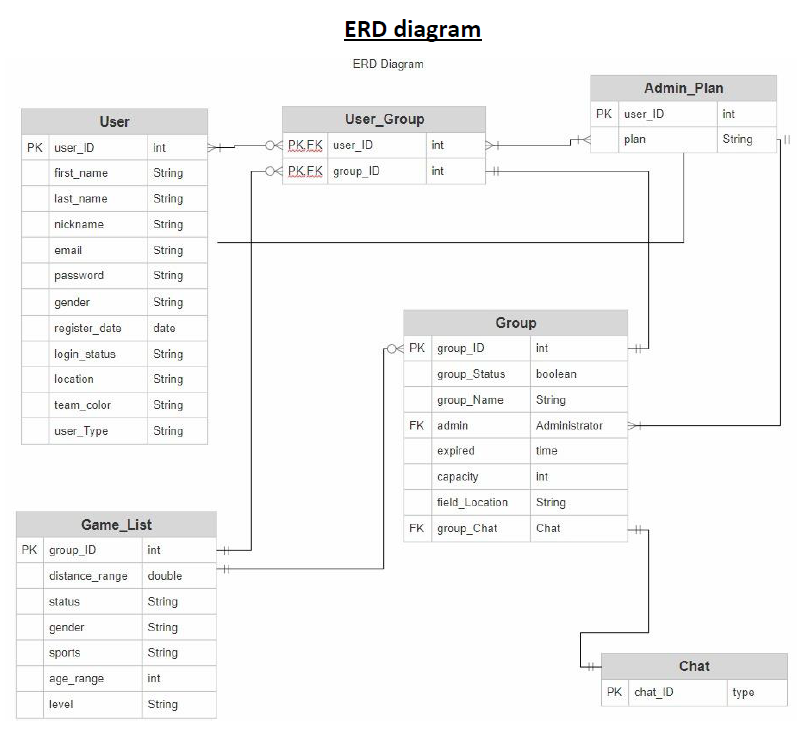 ERD diagram
ERD Diagram
User
PK user_ID int
first_name String
last_name String
nickname String
email String
password String
gender String
register_date date
login_status String
location String
team_color String
user_Type String
User_Group
PK,FK user_ID int
PK,FK group_ID int
Admin_Plan
PK user_ID int
plan String
Group
PK group_ID int
group_Status boolean
group_Name String
FK admin Administrator
expired time
capacity int
field_Location String
FK group_Chat Chat
Game_List
PK group_ID int
distance_range double
status String
gender String
sports String
age_range int
level String
Chat
PK chat_ID type